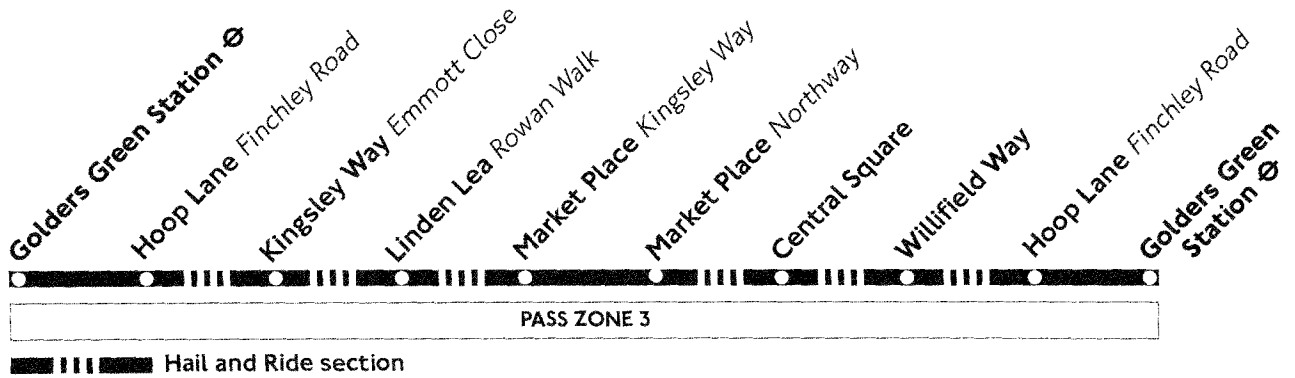 Golders Green Station
Hoop Lane Finchley Road
Kingsley Way Emmott Close
Linden Lea Rowan Walk
Market Place Kingsley Way
Market Place Northway
Central Square
Willifield Way
Hoop Lane Finchley Road
Golders Green
Station
PASS ZONE 3
Hail and Ride section